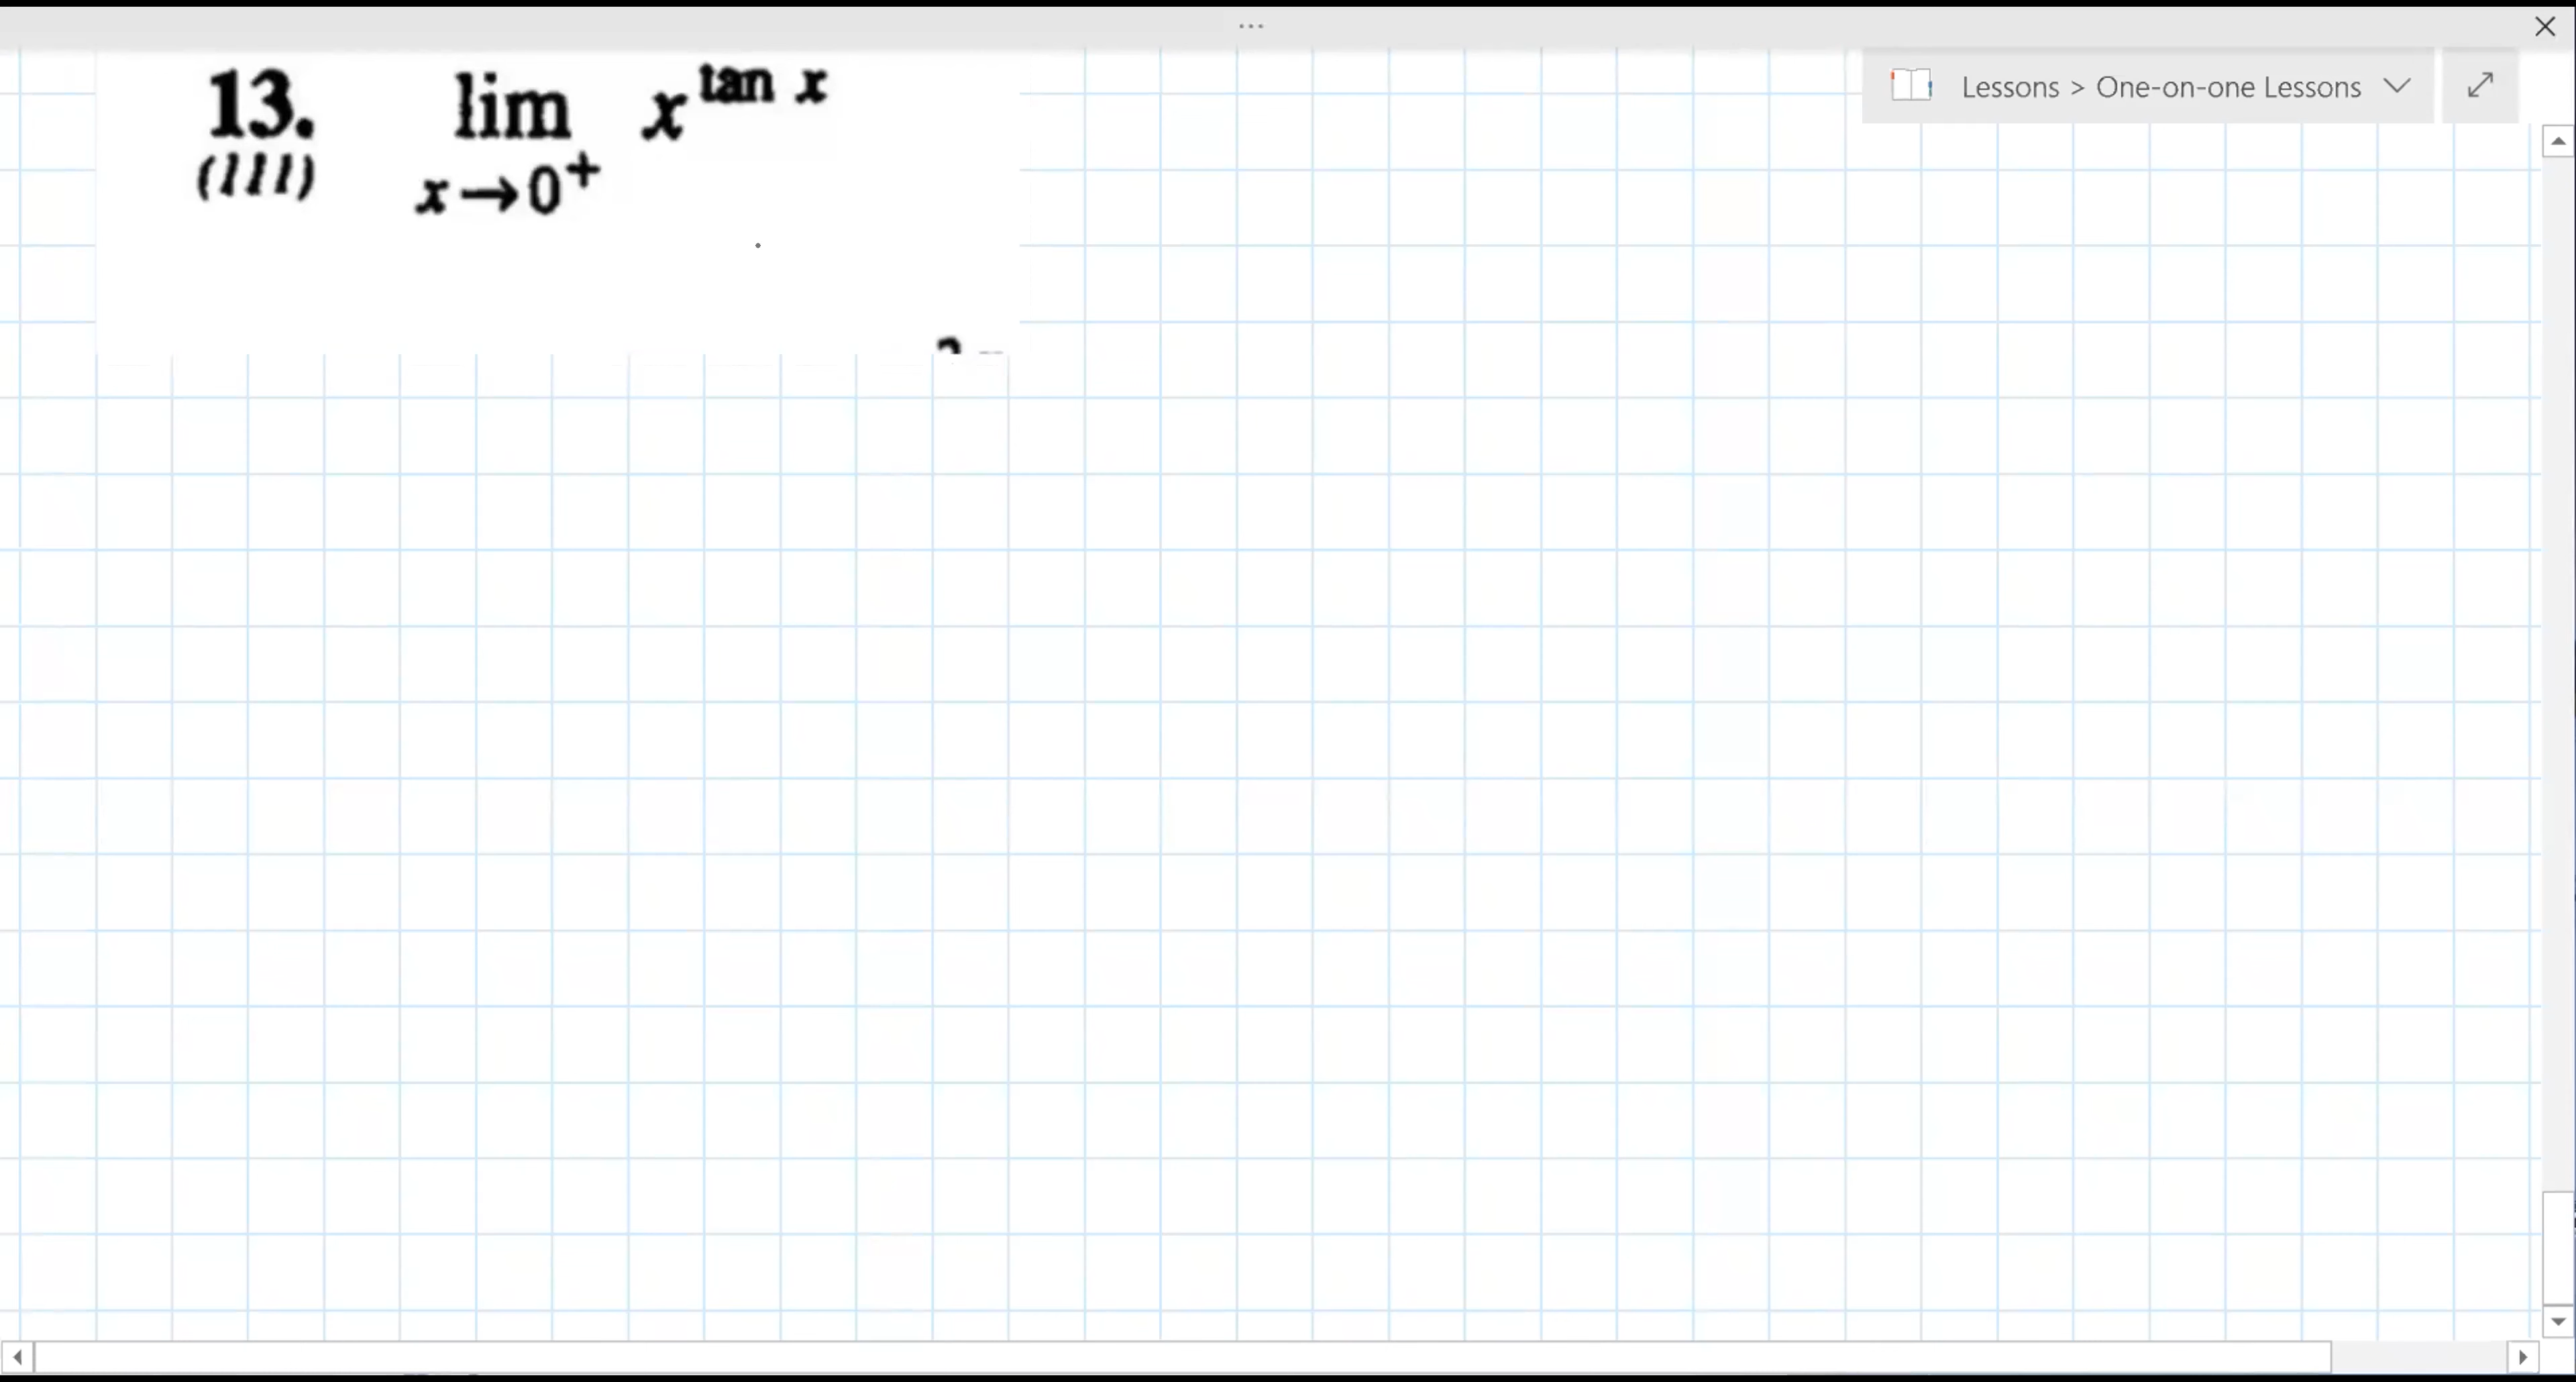 ...
Lessons > One-on-one Lessons
13. lim x^tan x
(111) x→0+